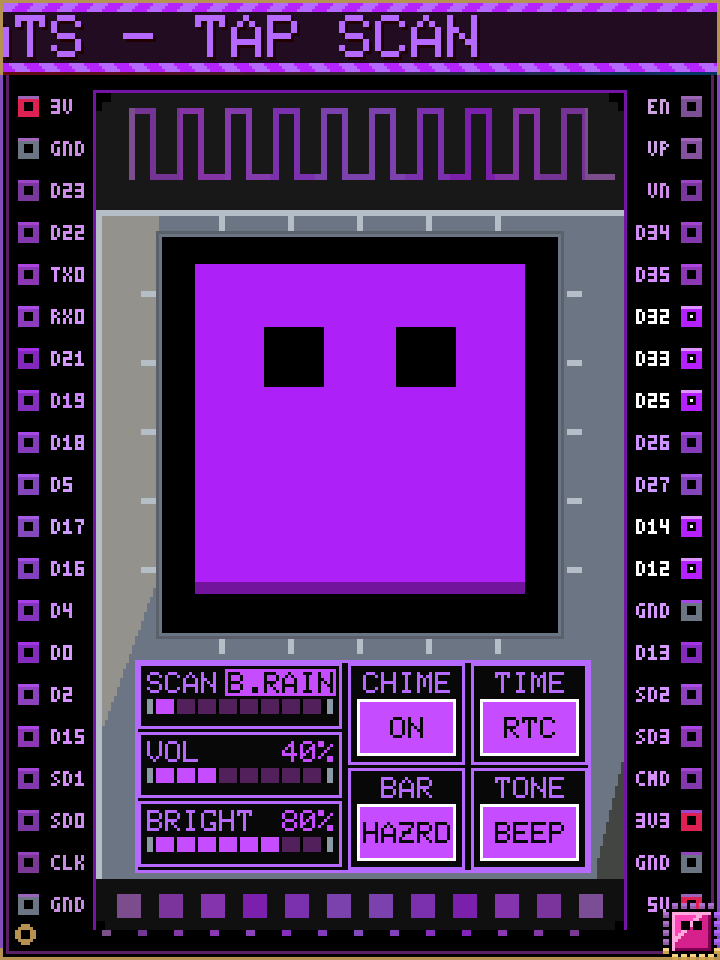 TS - TAP SCAN
3V
GND
D23
D22
TX0
RX0
D21
D19
D18
D5
D17
D16
D4
D0
D2
D15
SD1
SD0
CLK
GND
EN
VP
VN
D34
D35
D32
D33
D25
D26
D27
D14
D12
GND
D13
SD2
SD3
CMD
3V3
GND
5V
SCAN B.RAIN
VOL 40%
BRIGHT 80%
CHIME
ON
TIME
RTC
BAR
HAZRD
TONE
BEEP